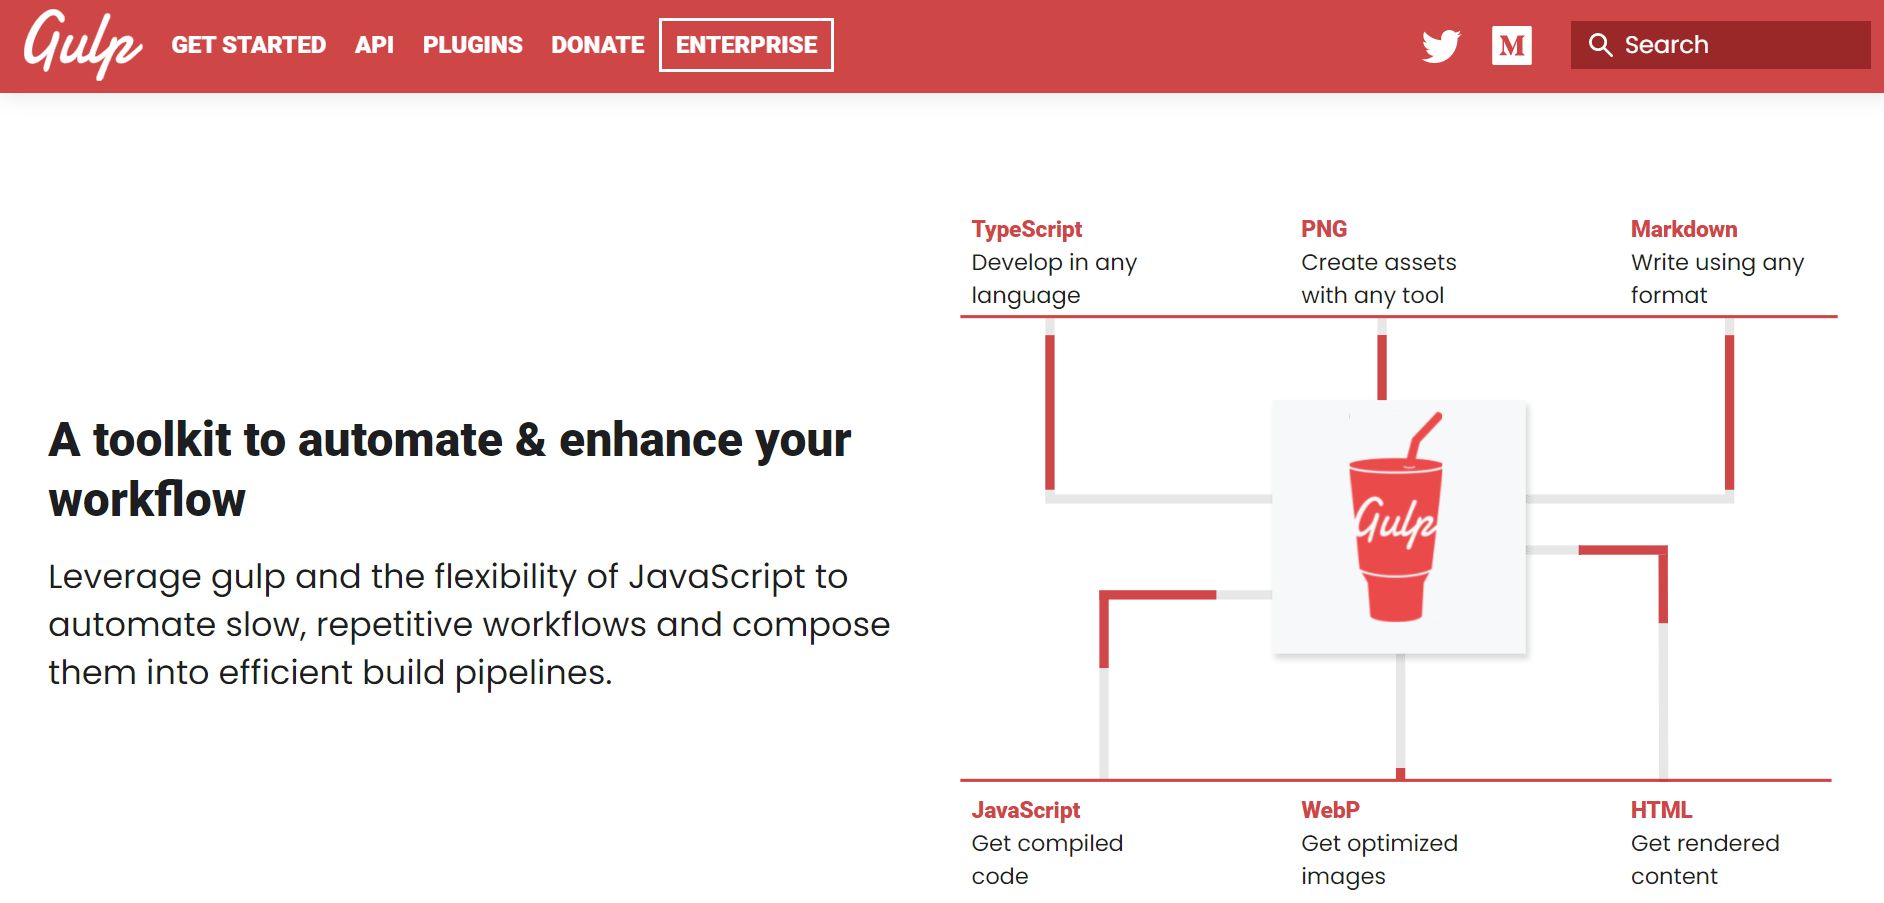 Gulp GET STARTED API PLUGINS DONATE ENTERPRISE M Search
TypeScript
Develop in any
language
PNG
Create assets
with any tool
Markdown
Write using any
format
A toolkit to automate & enhance your
workflow
Leverage gulp and the flexibility of JavaScript to
automate slow, repetitive workflows and compose
them into efficient build pipelines.
Gulp
JavaScript
Get compiled
code
WebP
Get optimized
images
HTML
Get rendered
content